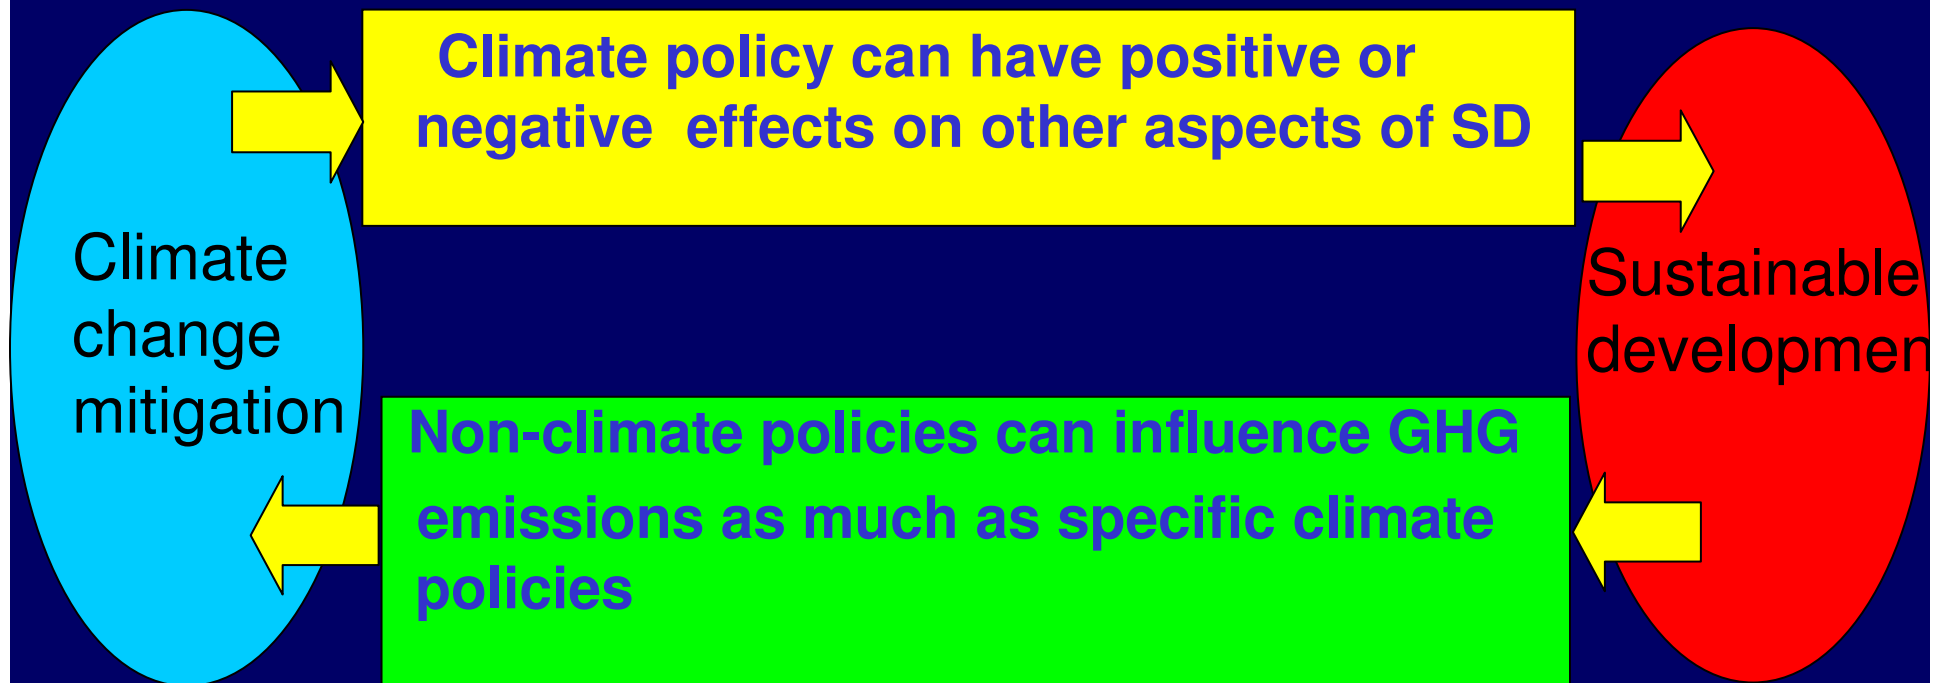 Climate policy can have positive or
negative effects on other aspects of SD
Climate
change
mitigation
Sustainable
developmen
Non-climate policies can influence GHG
emissions as much as specific climate
policies